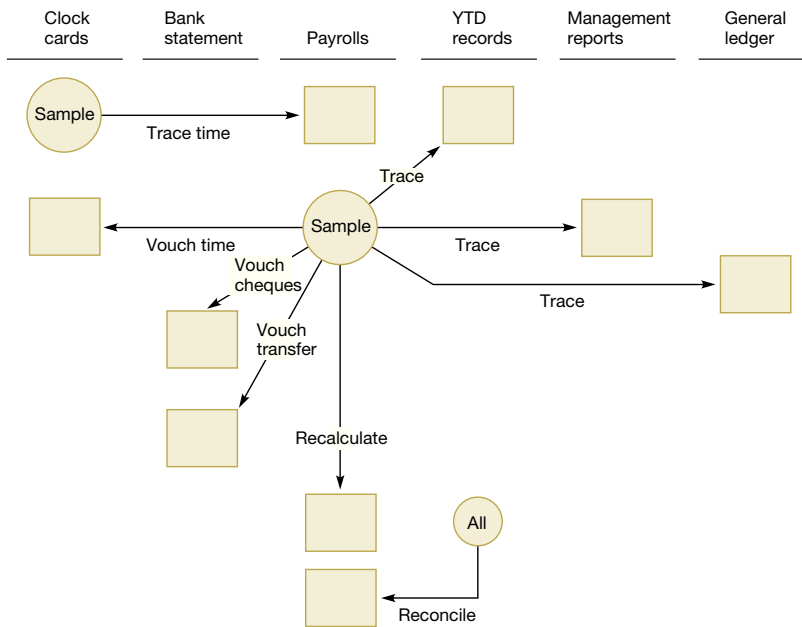 Clock
cards
Bank
statement
Payrolls
YTD
records
Management
reports
General
ledger
Sample
Trace time
Trace
Sample
Vouch time
Trace
Vouch
cheques
Trace
Vouch
transfer
Recalculate
All
Reconcile